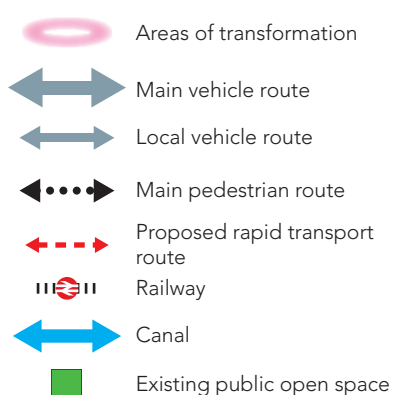 Areas of transformation
Main vehicle route
Local vehicle route
Main pedestrian route
Proposed rapid transport
route
Railway
Canal
Existing public open space